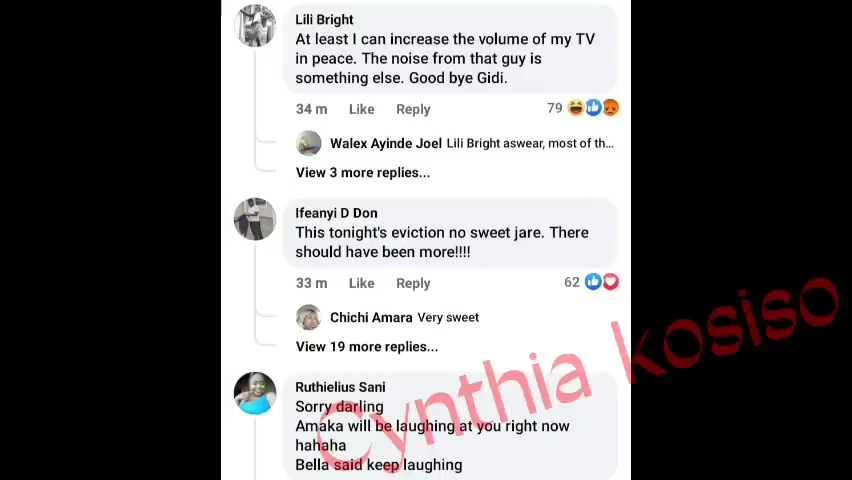 Lili Bright
At least I can increase the volume of my TV
in peace. The noise from that guy is
something else. Good bye Gidi.
34 m Like Reply 79
Walex Ayinde Joel Lili Bright aswear, most of th...
View 3 more replies...
Ifeanyi D Don
This tonight's eviction no sweet jare. There
should have been more!!!!
33 m Like Reply 62
Chichi Amara Very sweet
View 19 more replies...
Cynthia kosiso
Ruthielius Sani
Sorry darling
Amaka will be laughing at you right now
hahaha
Bella said keep laughing